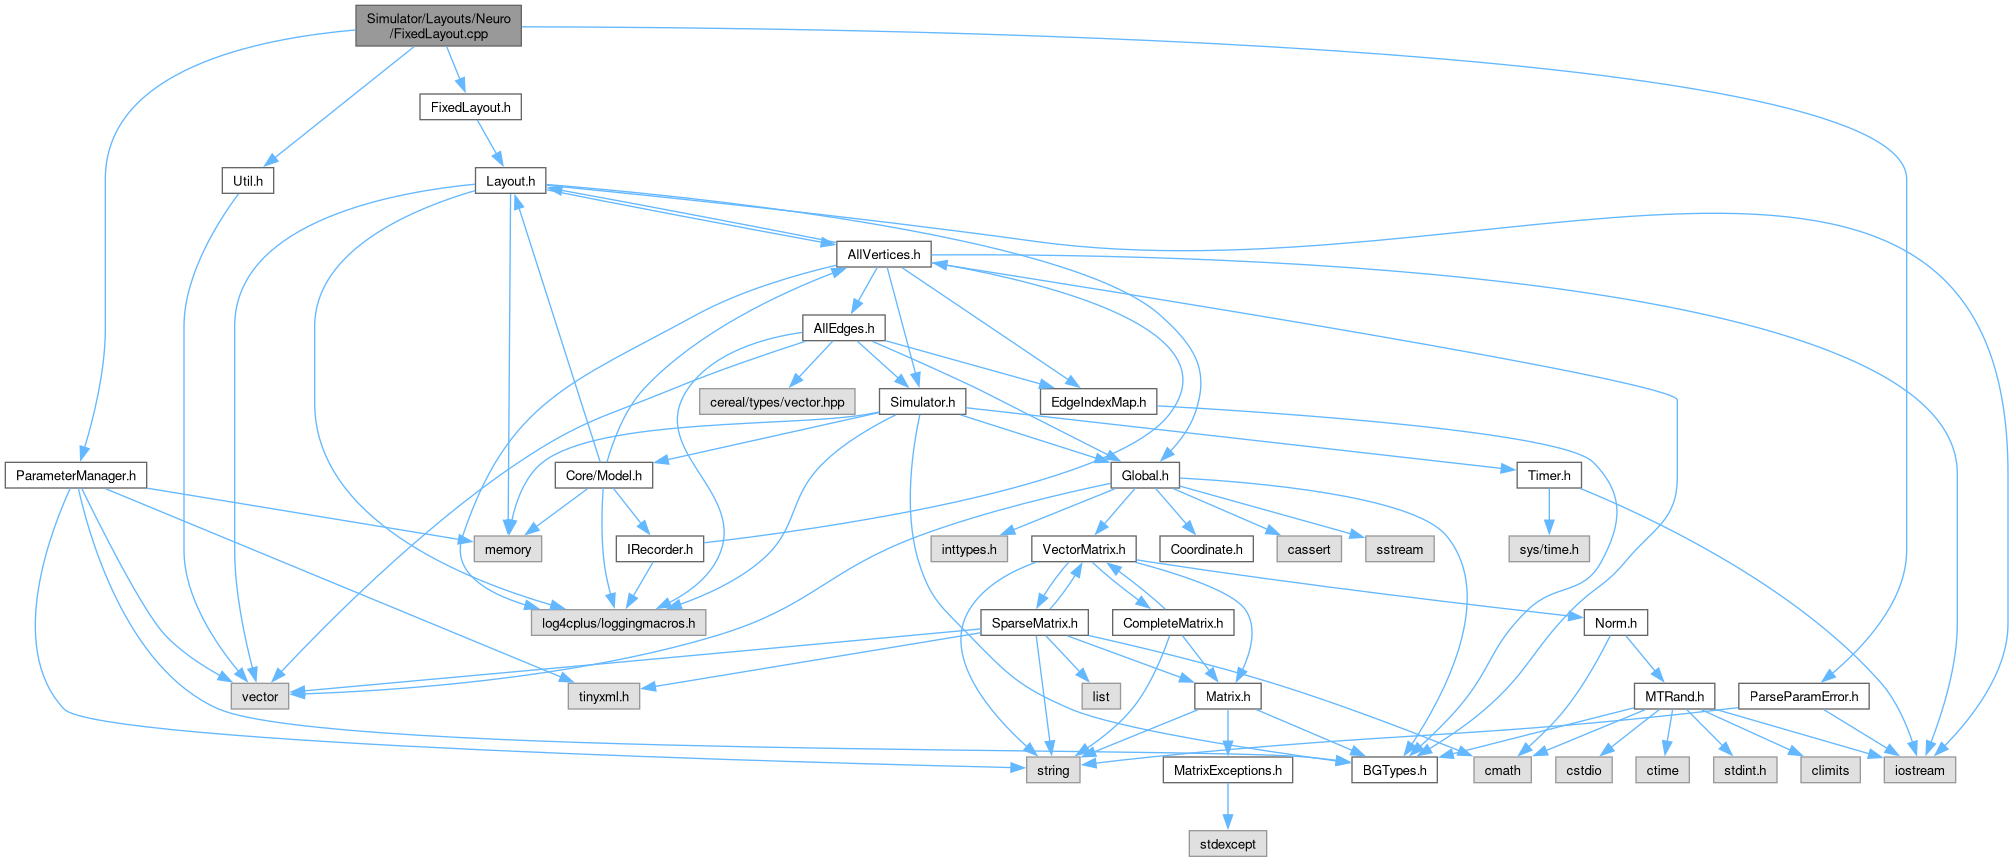 Simulator/Layouts/Neuro
/FixedLayout.cpp
FixedLayout.h
Util.h
Layout.h
AllVertices.h
AllEdges.h
cereal/types/vector.hpp
Simulator.h
EdgeIndexMap.h
ParameterManager.h
Core/Model.h
Global.h
Timer.h
memory
IRecorder.h
inttypes.h
VectorMatrix.h
Coordinate.h
cassert
sstream
sys/time.h
log4cplus/loggingmacros.h
SparseMatrix.h
CompleteMatrix.h
Norm.h
vector
tinyxml.h
list
Matrix.h
MTRand.h
ParseParamError.h
string
MatrixExceptions.h
BGTypes.h
cmath
cstdio
ctime
stdint.h
climits
iostream
stdexcept